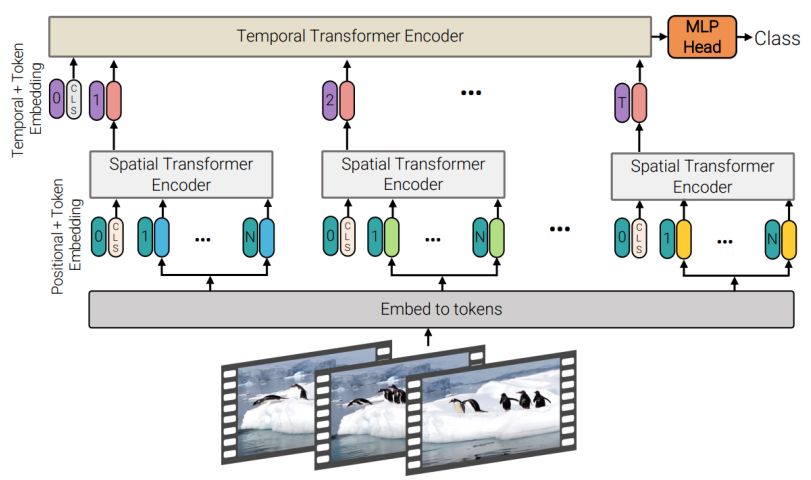 Temporal Transformer Encoder
MLP
Head
Class
Temporal + Token
Embedding
0
CLS
1
2
...
T
Spatial Transformer
Encoder
Spatial Transformer
Encoder
Spatial Transformer
Encoder
Positional + Token
Embedding
0
CLS
1
...
N
0
CLS
1
...
N
...
0
CLS
1
...
N
Embed to tokens